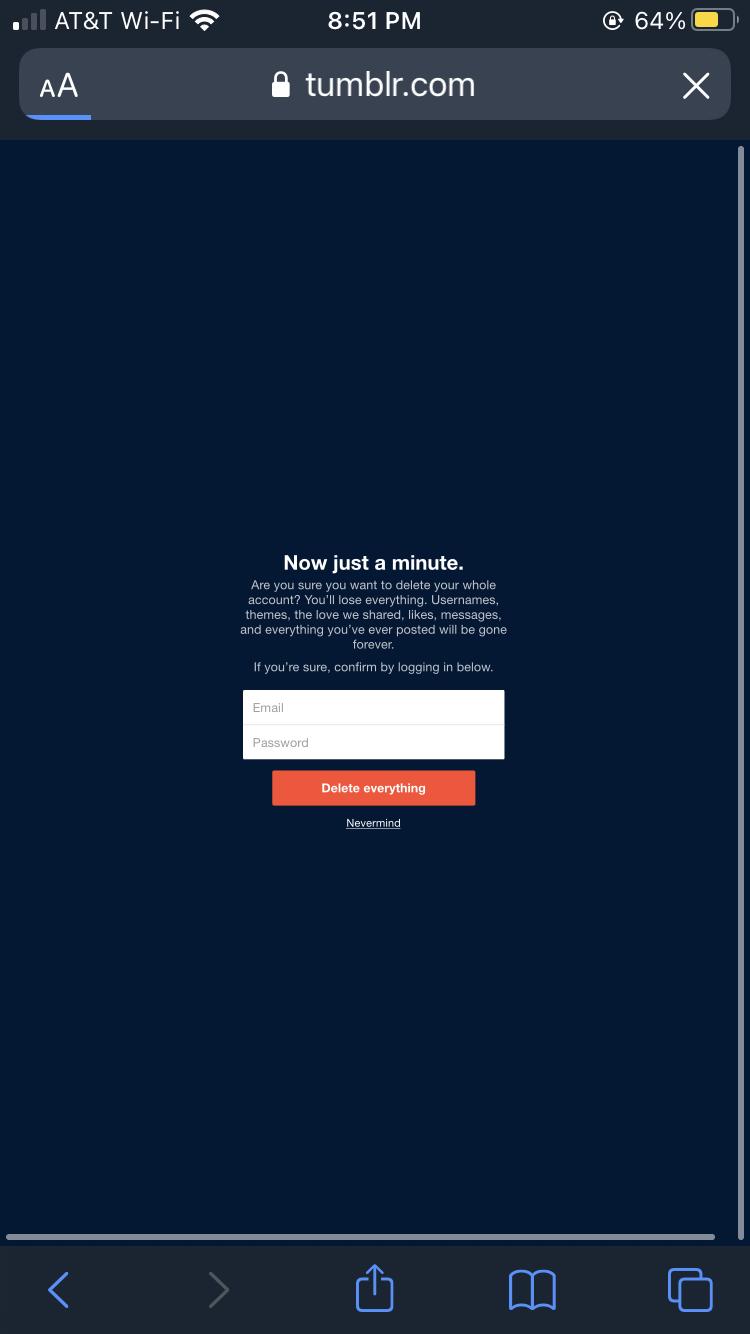 AT&T Wi-Fi 8:51 PM 64%
AA tumblr.com
Now just a minute.
Are you sure you want to delete your whole
account? You'll lose everything. Usernames,
themes, the love we shared, likes, messages,
and everything you've ever posted will be gone
forever.
If you're sure, confirm by logging in below.
Email
Password
Delete everything
Nevermind